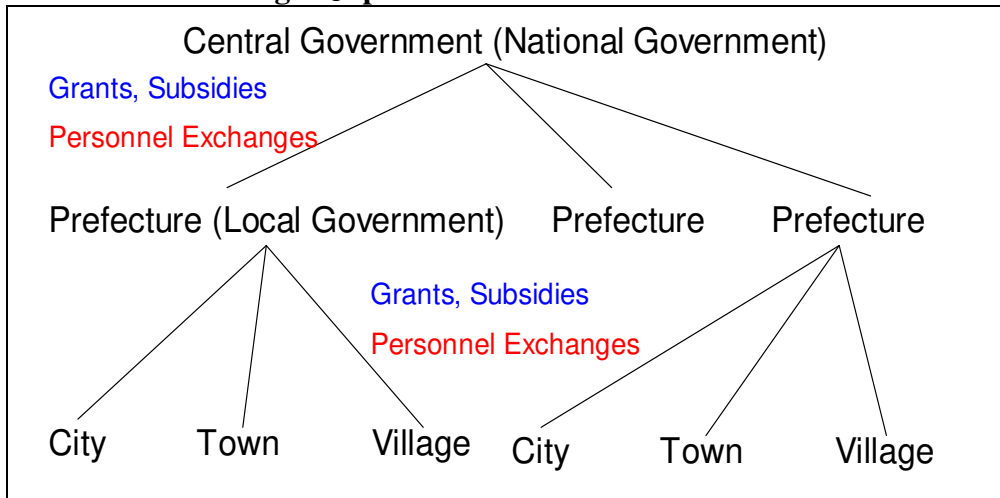 Central Government (National Government)
Grants, Subsidies
Personnel Exchanges
Prefecture (Local Government) Prefecture Prefecture
Grants, Subsidies
Personnel Exchanges
City Town Village City Town Village